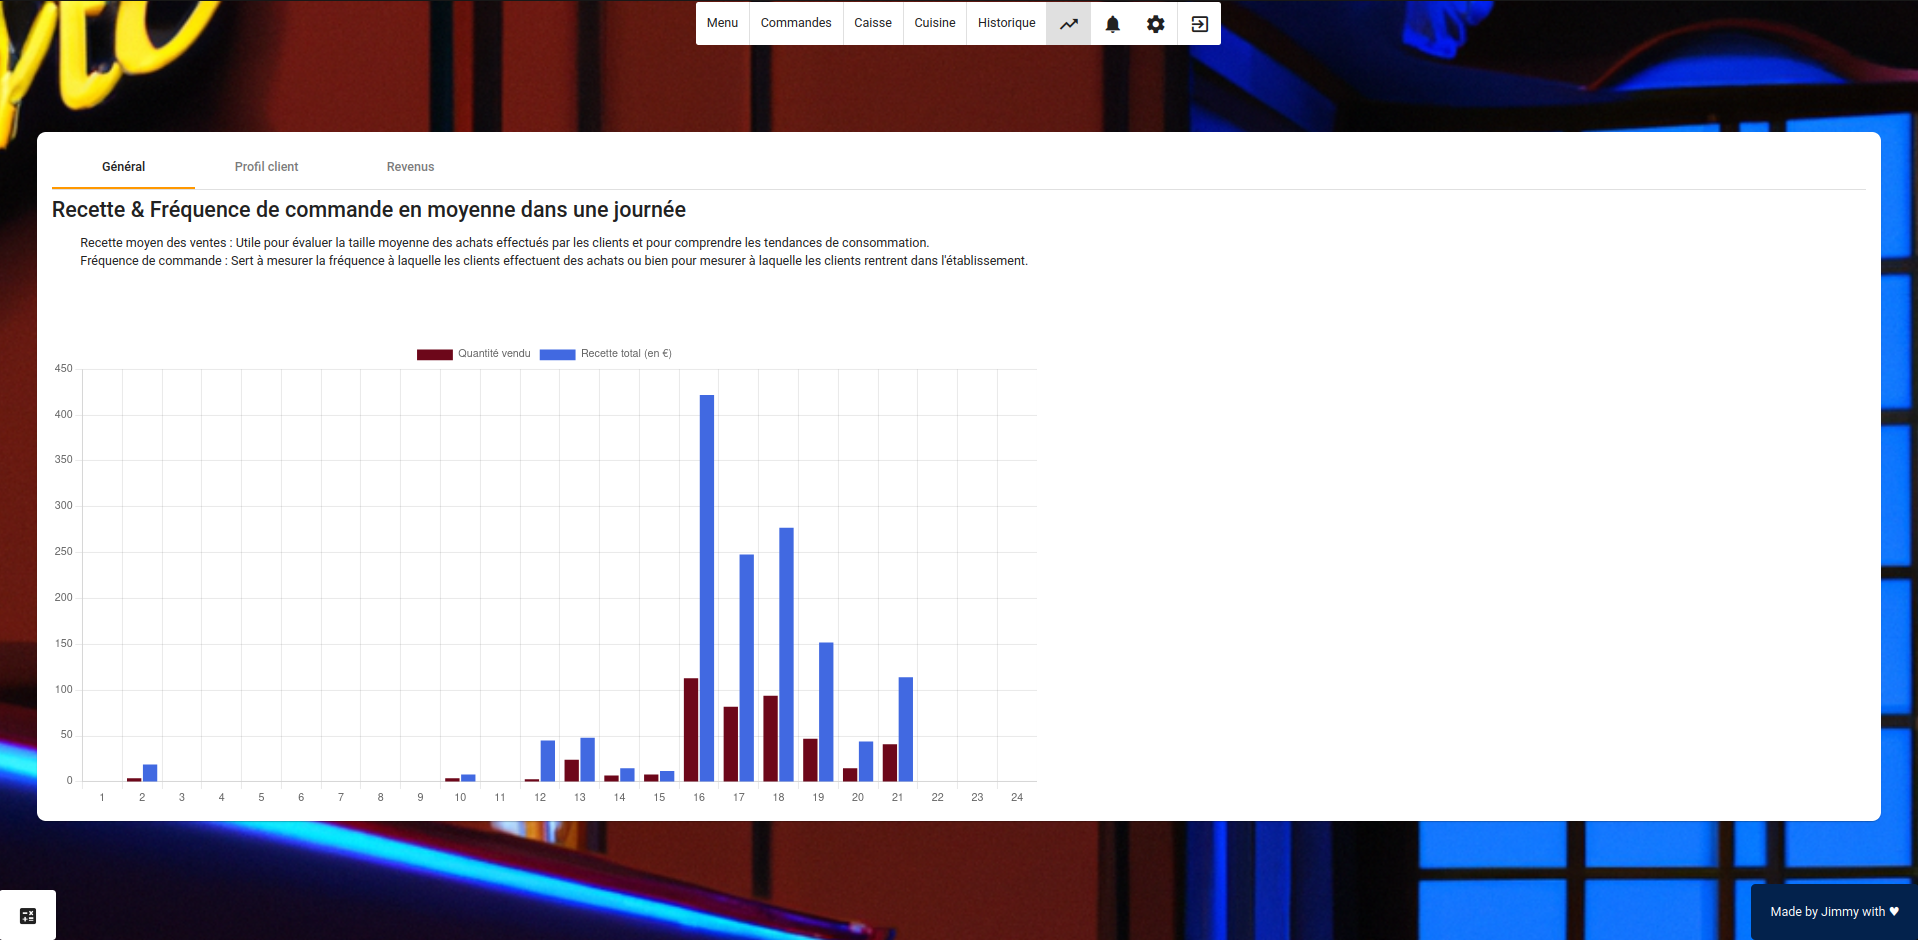 Menu Commandes Caisse Cuisine Historique
Général Profil client Revenus
Recette & Fréquence de commande en moyenne dans une journée
Recette moyen des ventes : Utile pour évaluer la taille moyenne des achats effectués par les clients et pour comprendre les tendances de consommation.
Fréquence de commande : Sert à mesurer la fréquence à laquelle les clients effectuent des achats ou bien pour mesurer à laquelle les clients rentrent dans l'établissement.
Quantité vendu Recette total (en €)
450
400
350
300
250
200
150
100
50
0
1 2 3 4 5 6 7 8 9 10 11 12 13 14 15 16 17 18 19 20 21 22 23 24
Made by Jimmy with ♥